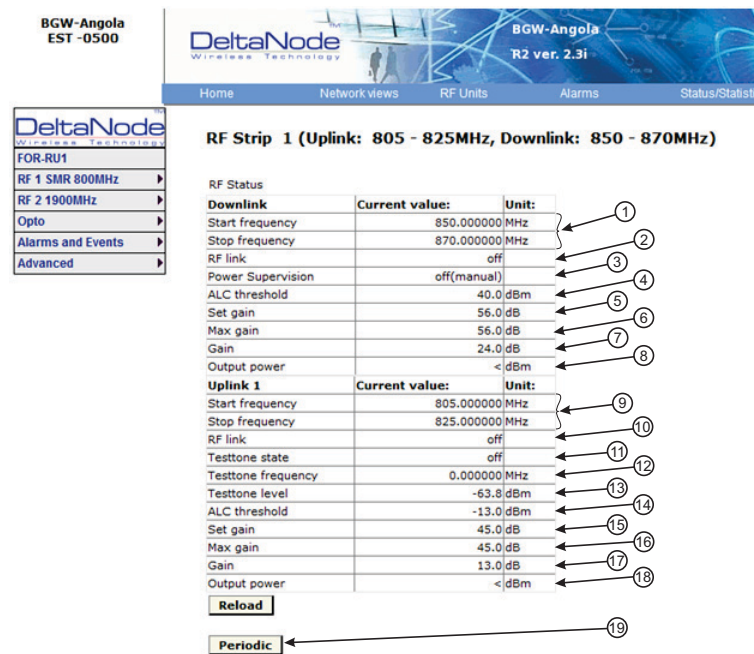 BGW-Angola
EST -0500
DeltaNode™
Wireless Technology
BGW-Angola
R2 ver. 2.3i
Home Network views RF Units Alarms Status/Statisti
DeltaNode™
Wireless Technology
FOR-RU1
RF 1 SMR 800MHz
RF 2 1900MHz
Opto
Alarms and Events
Advanced
RF Strip 1 (Uplink: 805 - 825MHz, Downlink: 850 - 870MHz)
RF Status
Downlink Current value: Unit:
Start frequency 850.000000 MHz
1
Stop frequency 870.000000 MHz
RF link off 2
Power Supervision off(manual) 3
ALC threshold 40.0 dBm 4
Set gain 56.0 dB 5
Max gain 56.0 dB 6
Gain 24.0 dB 7
Output power < dBm 8
Uplink 1 Current value: Unit:
Start frequency 805.000000 MHz
9
Stop frequency 825.000000 MHz
RF link off 10
Testtone state off 11
Testtone frequency 0.000000 MHz 12
Testtone level -63.8 dBm 13
ALC threshold -13.0 dBm 14
Set gain 45.0 dB 15
Max gain 45.0 dB 16
Gain 13.0 dB 17
Output power < dBm 18
Reload
Periodic 19